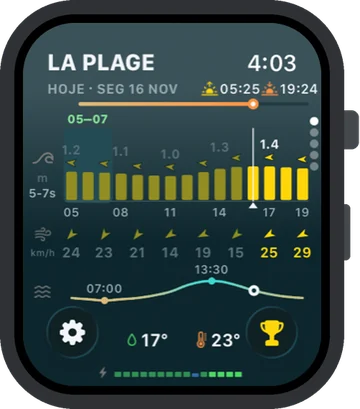 LA PLAGE 4:03
HOJE · SEG 16 NOV 05:25 19:24
05–07
1.2 1.1 1.0 1.3 1.4
m
5-7s
05 08 11 14 17 19
km/h 24 23 21 14 19 15 25 29
13:30
07:00
17° 23°